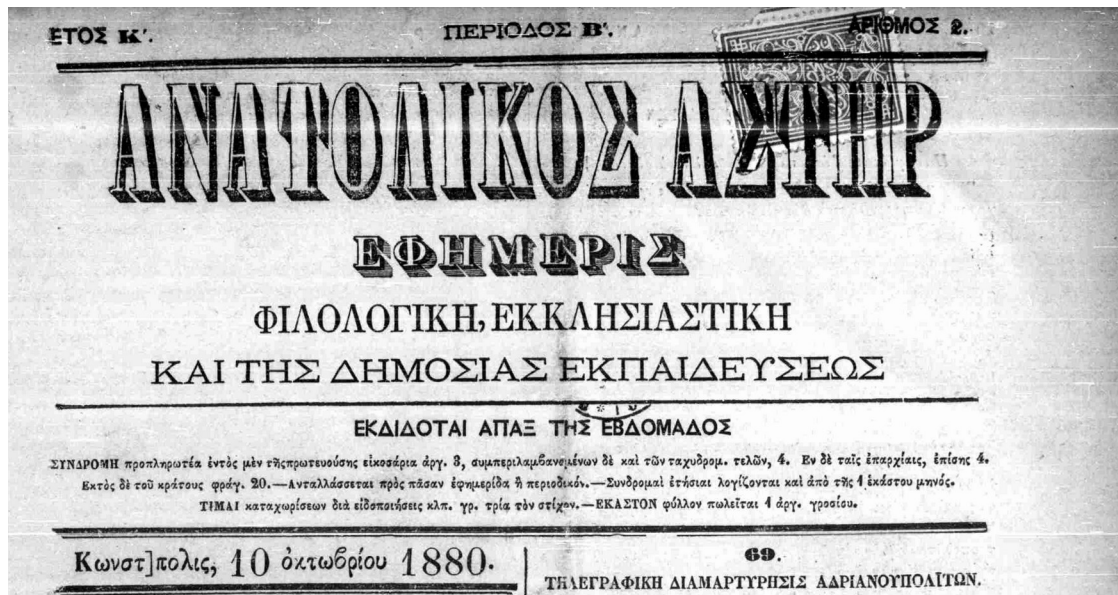 ΕΤΟΣ Κʹ. ΠΕΡΙΟΔΟΣ Βʹ. ΑΡΙΘΜΟΣ 2.
ΑΝΑΤΟΛΙΚΟΣ ΑΣΤΗΡ
ΕΦΗΜΕΡΙΣ
ΦΙΛΟΛΟΓΙΚΗ, ΕΚΚΛΗΣΙΑΣΤΙΚΗ
ΚΑΙ ΤΗΣ ΔΗΜΟΣΙΑΣ ΕΚΠΑΙΔΕΥΣΕΩΣ
ΕΚΔΙΔΟΤΑΙ ΑΠΑΞ ΤΗΣ ΕΒΔΟΜΑΔΟΣ
ΣΥΝΔΡΟΜΗ προπληρωτέα ἐντὸς μὲν τῆςπρωτευούσης εἰκοσάρια ἀργ. 3, συμπεριλαμβανομένων δὲ καὶ τῶν ταχυδρομ. τελῶν, 4. Εν δὲ ταῖς ἐπαρχίαις, ἐπίσης 4.
Εκτὸς δὲ τοῦ κράτους φράγ. 20.—Ανταλλάσσεται πρὸς πᾶσαν ἐφημερίδα ἢ περιοδικόν.—Συνδρομαὶ ἐτήσιαι λογίζονται καὶ ἀπὸ τῆς 1 ἑκάστου μηνός.
ΤΙΜΑΙ καταχωρίσεων διὰ εἰδοποιήσεις κλπ. γρ. τρία τὸν στίχον.—ΕΚΑΣΤΟΝ φύλλον πωλεῖται 1 ἀργ. γροσίου.
Κωνστ]πολις, 10 ὀκτωβρίου 1880.
69.
ΤΗΛΕΓΡΑΦΙΚΗ ΔΙΑΜΑΡΤΥΡΗΣΙΣ ΑΔΡΙΑΝΟΥΠΟΛΙΤΩΝ.